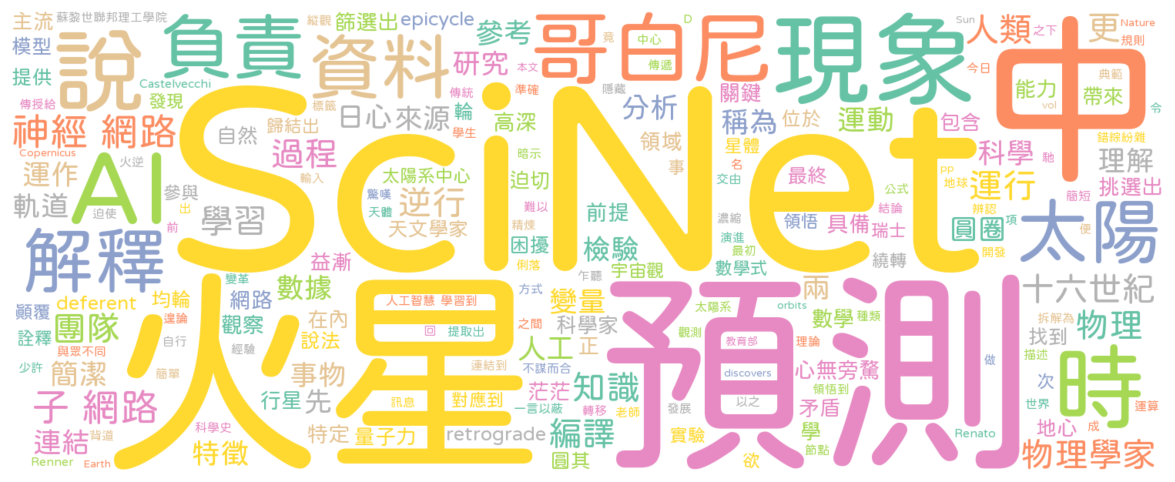 主流
蘇黎世聯邦理工學院
模型
提供
傳授給
Castelvecchi
發現
說
負責
資料
縱觀
篩選出
epicycle
參考
研究
傳統
本文
準確
學生
輪
高深
哥白尼
竟
中心
傳遞
D
隱藏
分析
關鍵
領域
現象
稱為
位於
運動
包含
Sun
人類
之下
今日
更
Nature
規則
能力
vol
典範
帶來
令
中
錯綜紛雜
神經 網路
Copernicus
火逆
運作
AI
自然
歸結出
標籤
日心
來源
過程
輸入
SciNet
太陽系中心
暗示
迫切
事
星體
名
交由
最終
科學
馳
公式
pp
地球
理解
簡短
挑選出
軌道
迫使
參與
出
前
學習
驚嘆
天體
逆行
天文學家
精煙
難以
困擾
俐落
前提
檢驗
濃縮
演進
最初
領悟
具備
瑞士
結論
運行
辨認
項
圓圈
開發
便
太陽
解釋
益漸
宇宙觀
乍聽
數學式
繞轉
十六世紀
變革
顛覆
deferent
均輪
遑論
網路
數據
人工智慧 學習到
回
提取出
方式
之間
變量
科學家
太陽系
觀測
兩
orbits
數學
種類
理論
拆解為
找到
物理
詮釋
團隊
觀察
在內
說法
自行
經驗
與眾不同
少許
簡潔
簡單
事物
火星
連結到
不謀而合
人工
正
預測
教育部
discovers
以之
心無旁騖
領悟到
描述
做
時
次
世界
子 網路
行星
先
訊息
對應到
一言以蔽
茫茫
知識
轉移
老師
發展
矛盾
學
節點
地心
成
運算
連結
背道
科學史
特徵
特定
量子力
retrograde
編譯
圓其
實驗
欲
Renato
物理學家
Renner
Earth